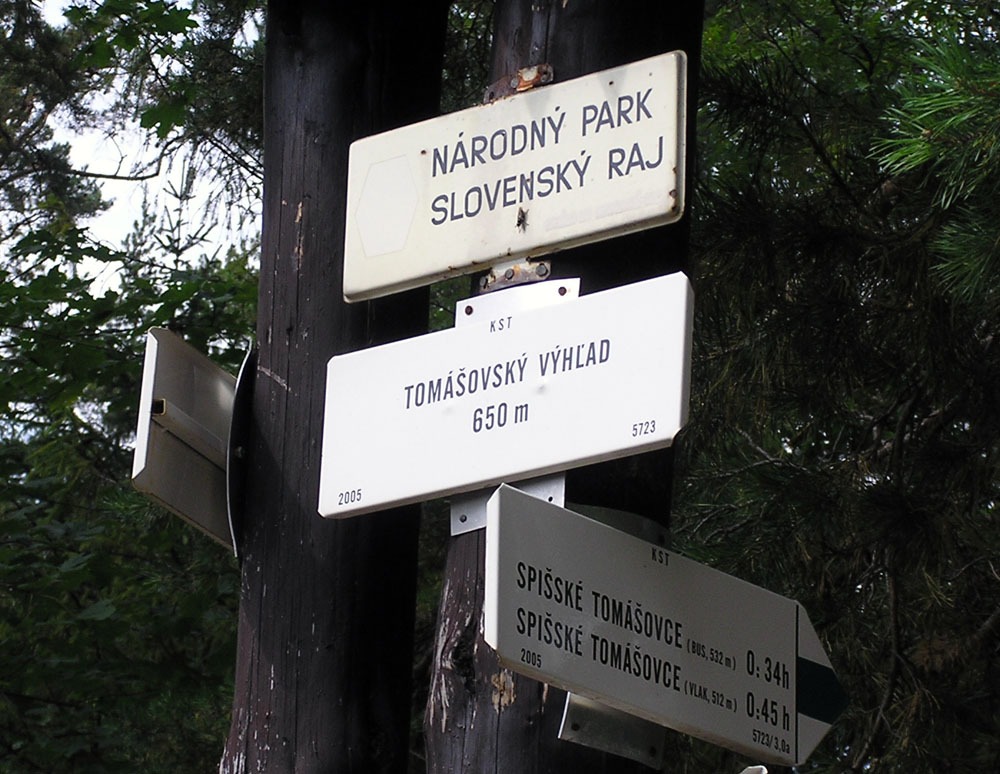 NÁRODNÝ PARK
SLOVENSKÝ RAJ
KST
TOMÁŠOVSKÝ VÝHĽAD
650 m
5723
2005
KST
SPIŠSKÉ TOMÁŠOVCE (BUS, 532 m) 0:34h
SPIŠSKÉ TOMÁŠOVCE (VLAK, 512 m) 0:45h
2005
5723/3,0a